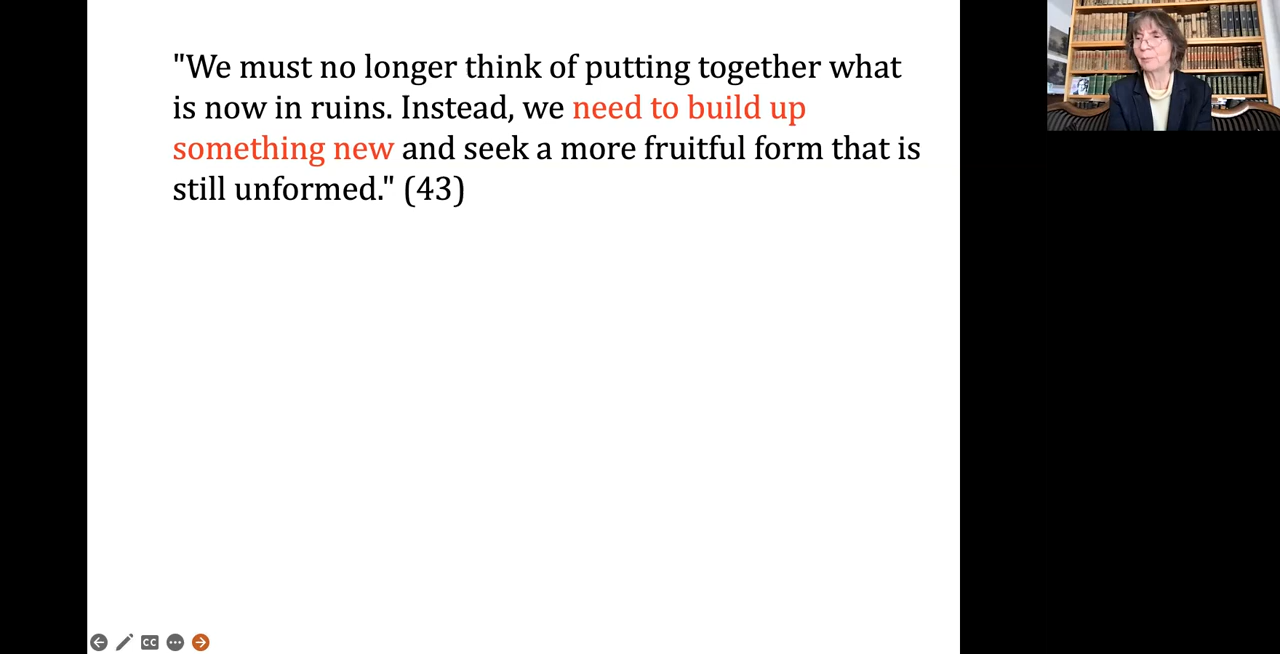 "We must no longer think of putting together what
is now in ruins. Instead, we need to build up
something new and seek a more fruitful form that is
still unformed." (43)
CC